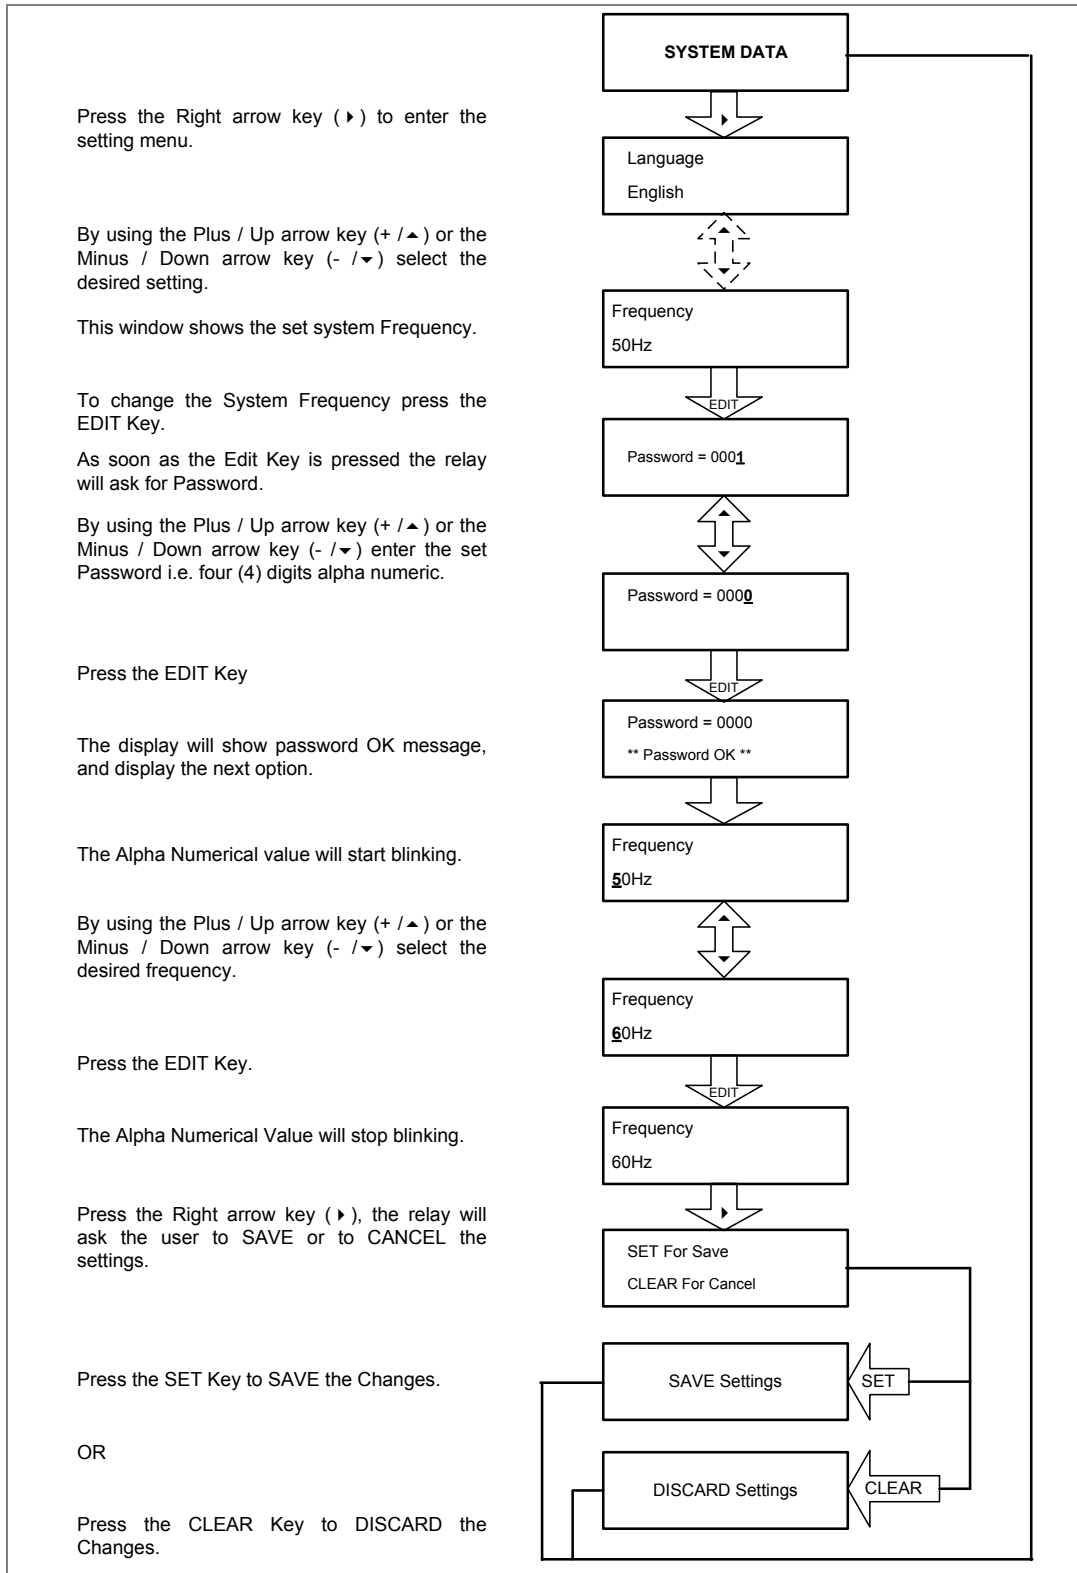 SYSTEM DATA
Press the Right arrow key (▸) to enter the
setting menu.
Language
English
By using the Plus / Up arrow key (+ /▴) or the
Minus / Down arrow key (- /▾) select the
desired setting.
This window shows the set system Frequency.
Frequency
50Hz
To change the System Frequency press the
EDIT Key.
EDIT
As soon as the Edit Key is pressed the relay
will ask for Password.
Password = 0001
By using the Plus / Up arrow key (+ /▴) or the
Minus / Down arrow key (- /▾) enter the set
Password i.e. four (4) digits alpha numeric.
Password = 0000
Press the EDIT Key
EDIT
The display will show password OK message,
and display the next option.
Password = 0000
** Password OK **
The Alpha Numerical value will start blinking.
Frequency
50Hz
By using the Plus / Up arrow key (+ /▴) or the
Minus / Down arrow key (- /▾) select the
desired frequency.
Frequency
60Hz
Press the EDIT Key.
EDIT
The Alpha Numerical Value will stop blinking.
Frequency
60Hz
Press the Right arrow key (▸), the relay will
ask the user to SAVE or to CANCEL the
settings.
SET For Save
CLEAR For Cancel
Press the SET Key to SAVE the Changes.
SAVE Settings
SET
OR
DISCARD Settings
CLEAR
Press the CLEAR Key to DISCARD the
Changes.